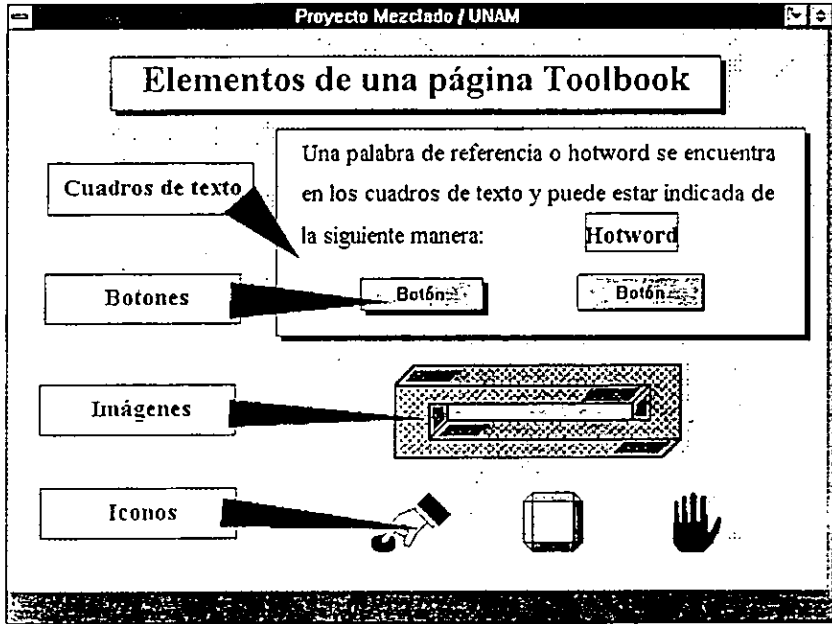 Proyecto Mezclado / UNAM
Elementos de una página Toolbook
Cuadros de texto
Una palabra de referencia o hotword se encuentra
en los cuadros de texto y puede estar indicada de
la siguiente manera:
Hotword
Botones
Botón
Botón
Imágenes
Iconos